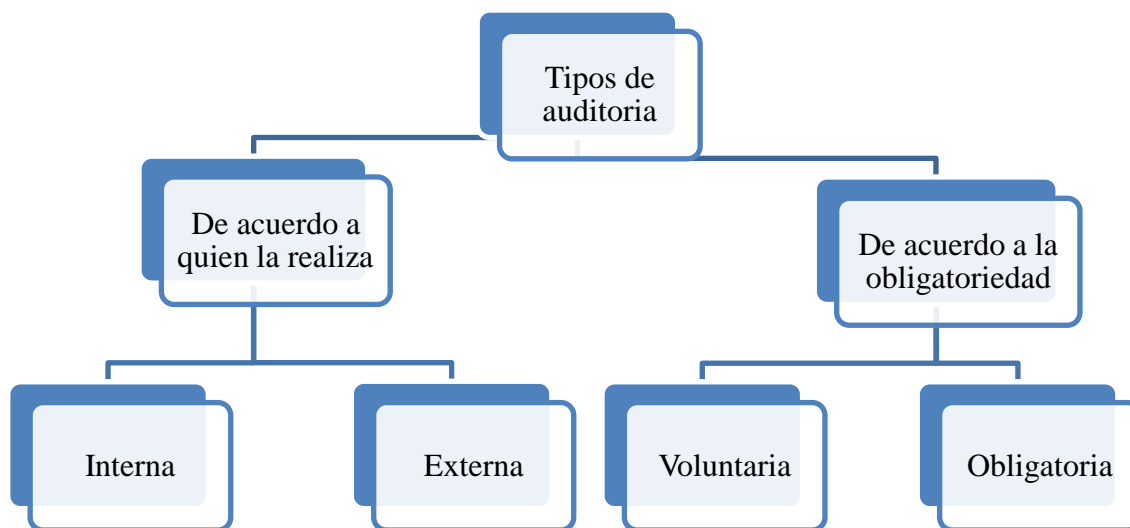 Tipos de
auditoria
De acuerdo a
quien la realiza
De acuerdo a la
obligatoriedad
Interna
Externa
Voluntaria
Obligatoria